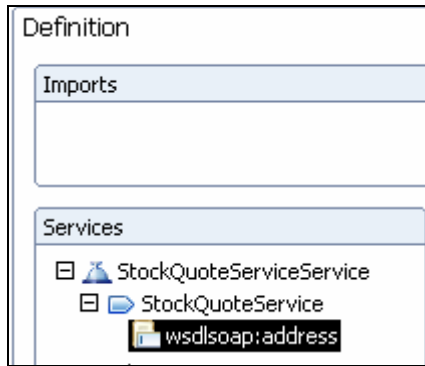 Definition
Imports
Services
StockQuoteServiceService
StockQuoteService
wsdlsoap:address